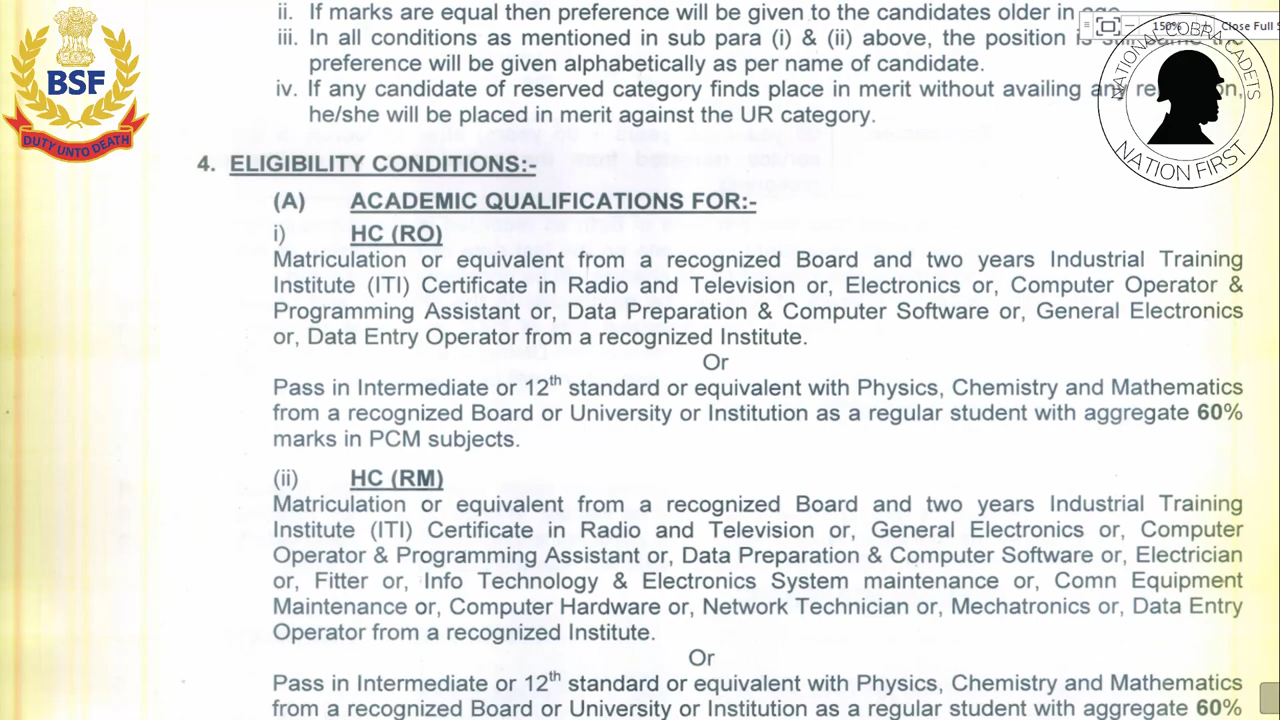 ii. If marks are equal then preference will be given to the candidates older in age.
iii. In all conditions as mentioned in sub para (i) & (ii) above, the position is still same the
preference will be given alphabetically as per name of candidate.
iv. If any candidate of reserved category finds place in merit without availing any
he/she will be placed in merit against the UR category.
4. ELIGIBILITY CONDITIONS:-
(A) ACADEMIC QUALIFICATIONS FOR:-
i) HC (RO)
Matriculation or equivalent from a recognized Board and two years Industrial Training
Institute (ITI) Certificate in Radio and Television or, Electronics or, Computer Operator &
Programming Assistant or, Data Preparation & Computer Software or, General Electronics
or, Data Entry Operator from a recognized Institute.
Or
Pass in Intermediate or 12th standard or equivalent with Physics, Chemistry and Mathematics
from a recognized Board or University or Institution as a regular student with aggregate 60%
marks in PCM subjects.
(ii) HC (RM)
Matriculation or equivalent from a recognized Board and two years Industrial Training
Institute (ITI) Certificate in Radio and Television or, General Electronics or, Computer
Operator & Programming Assistant or, Data Preparation & Computer Software or, Electrician
or, Fitter or, Info Technology & Electronics System maintenance or, Comn Equipment
Maintenance or, Computer Hardware or, Network Technician or, Mechatronics or, Data Entry
Operator from a recognized Institute.
Or
Pass in Intermediate or 12th standard or equivalent with Physics, Chemistry and Mathematics
from a recognized Board or University or Institution as a regular student with aggregate 60%
BSF
DUTY UNTO DEATH
150%
Close Full
NATIONAL COBRA CADETS
NATION FIRST